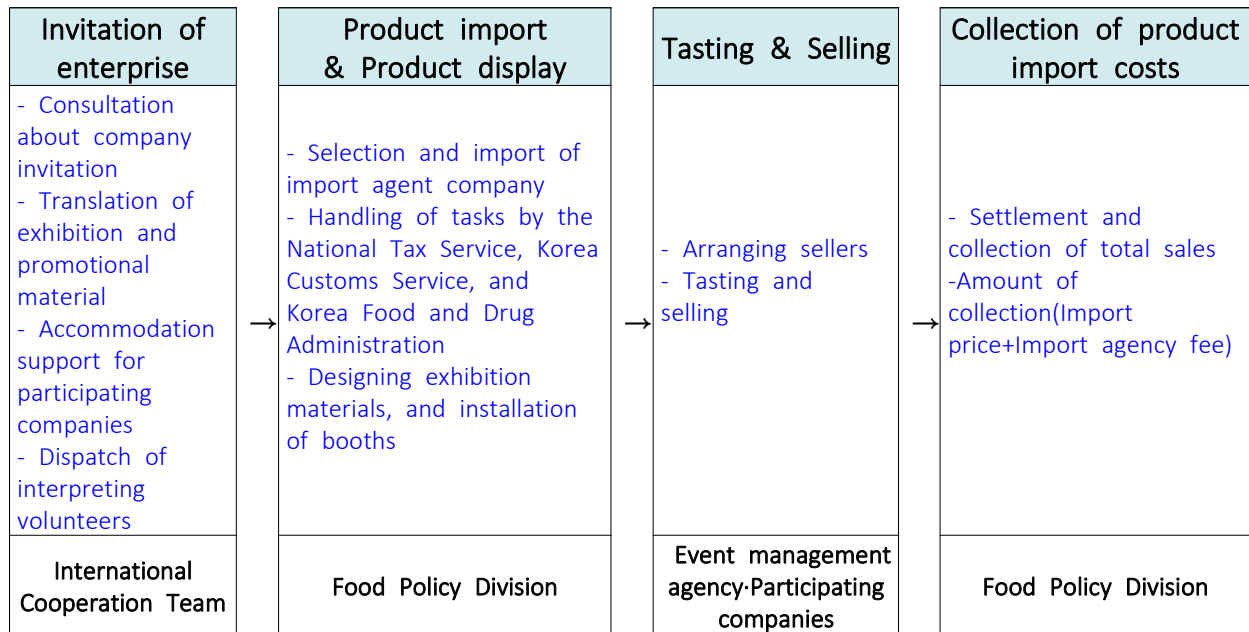 Invitation of
enterprise
- Consultation
about company
invitation
- Translation of
exhibition and
promotional
material
- Accommodation
support for
participating
companies
- Dispatch of
interpreting
volunteers
International
Cooperation Team
→
Product import
& Product display
- Selection and import of
import agent company
- Handling of tasks by the
National Tax Service, Korea
Customs Service, and
Korea Food and Drug
Administration
- Designing exhibition
materials, and installation
of booths
Food Policy Division
→
Tasting & Selling
- Arranging sellers
- Tasting and
selling
Event management
agency·Participating
companies
→
Collection of product
import costs
- Settlement and
collection of total sales
-Amount of
collection(Import
price+Import agency fee)
Food Policy Division